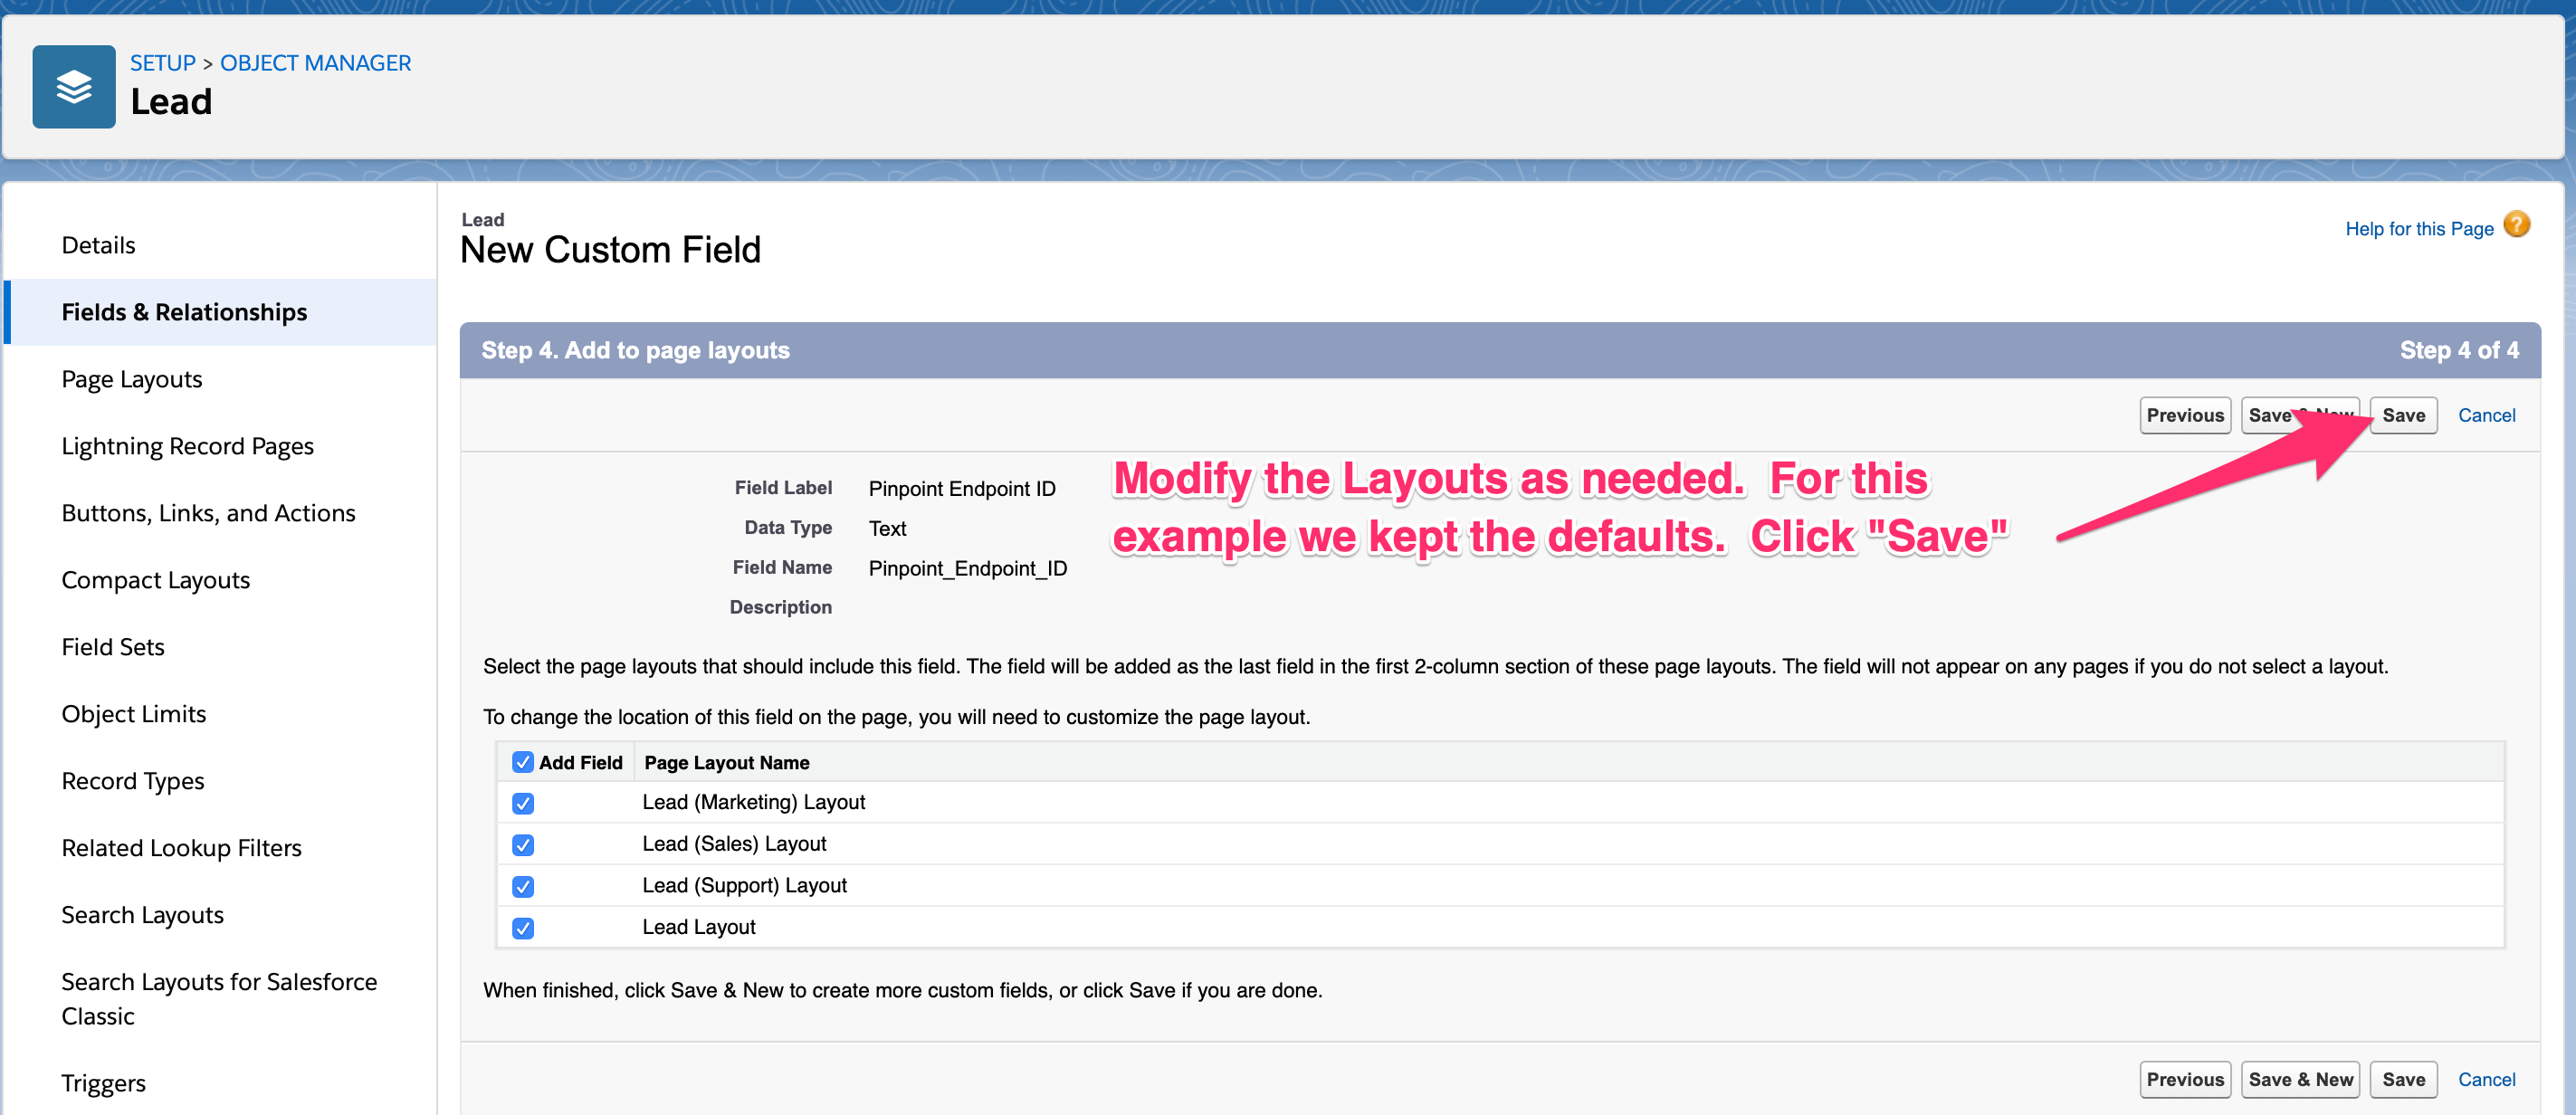 SETUP > OBJECT MANAGER
Lead
Details
Fields & Relationships
Page Layouts
Lightning Record Pages
Buttons, Links, and Actions
Compact Layouts
Field Sets
Object Limits
Record Types
Related Lookup Filters
Search Layouts
Search Layouts for Salesforce
Classic
Triggers
Lead
New Custom Field
Help for this Page ?
Step 4. Add to page layouts Step 4 of 4
Previous Save & New Save Cancel
Modify the Layouts as needed. For this
example we kept the defaults. Click "Save"
Field Label Pinpoint Endpoint ID
Data Type Text
Field Name Pinpoint_Endpoint_ID
Description
Select the page layouts that should include this field. The field will be added as the last field in the first 2-column section of these page layouts. The field will not appear on any pages if you do not select a layout.
To change the location of this field on the page, you will need to customize the page layout.
Add Field Page Layout Name
Lead (Marketing) Layout
Lead (Sales) Layout
Lead (Support) Layout
Lead Layout
When finished, click Save & New to create more custom fields, or click Save if you are done.
Previous Save & New Save Cancel